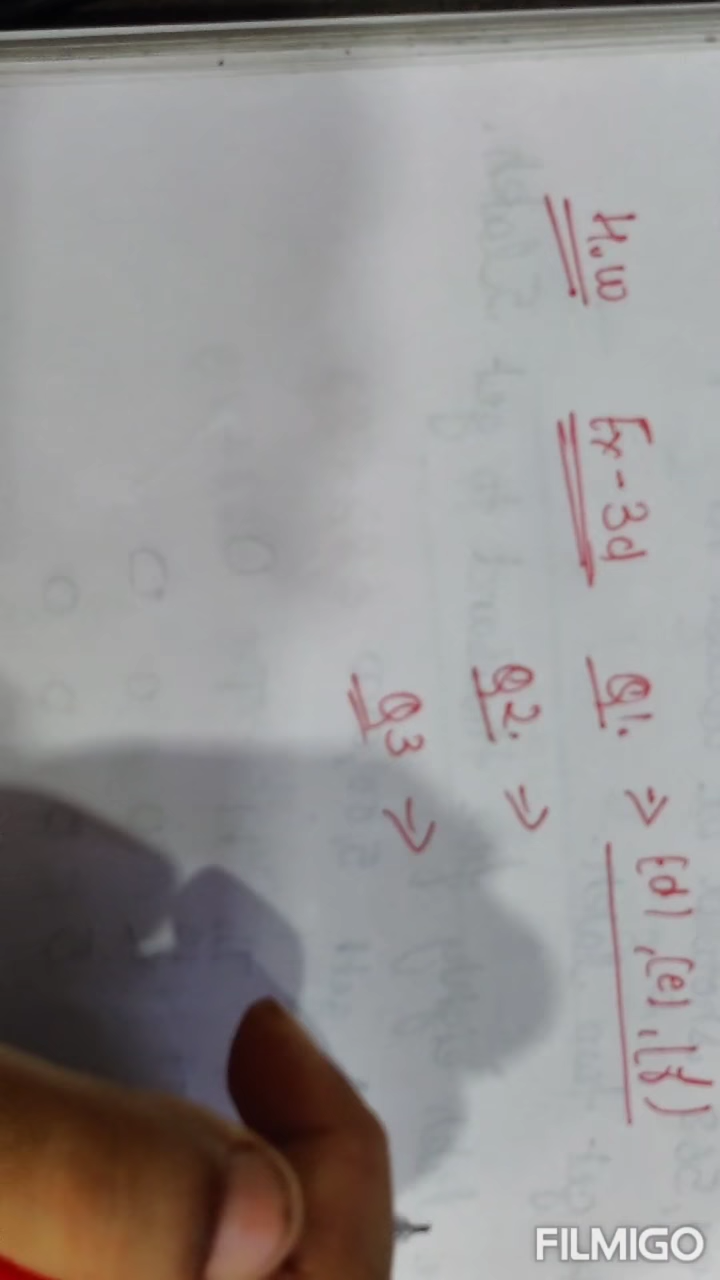 H.W Ex-3d Q1. ⇒ (d), (e), (f)
Q2. ⇒
Q3 ⇒
FILMIGO